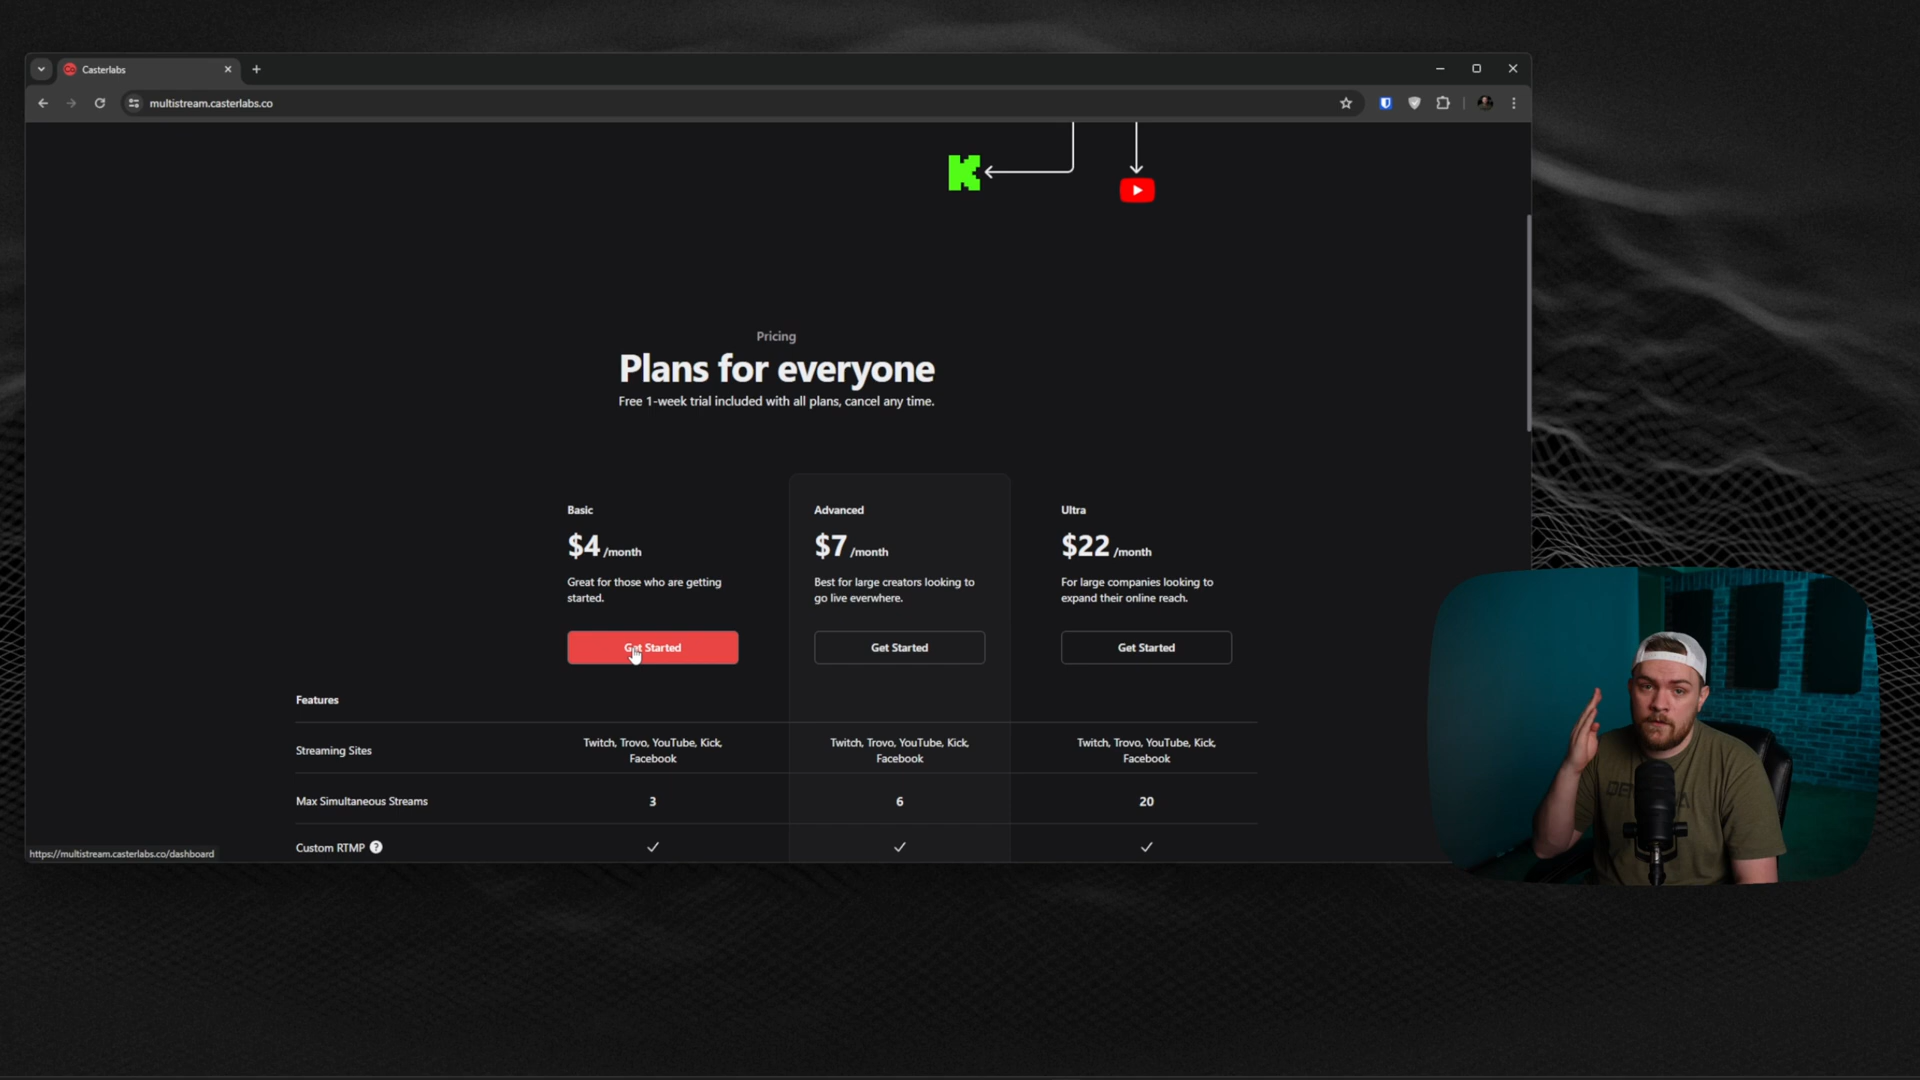 Casterlabs
multistream.casterlabs.co
Pricing
Plans for everyone
Free 1-week trial included with all plans, cancel any time.
Basic
$4 /month
Great for those who are getting
started.
Get Started
Advanced
$7 /month
Best for large creators looking to
go live everwhere.
Get Started
Ultra
$22 /month
For large companies looking to
expand their online reach.
Get Started
Features
Streaming Sites
Twitch, Trovo, YouTube, Kick,
Facebook
Twitch, Trovo, YouTube, Kick,
Facebook
Twitch, Trovo, YouTube, Kick,
Facebook
Max Simultaneous Streams
3
6
20
Custom RTMP ?
https://multistream.casterlabs.co/dashboard